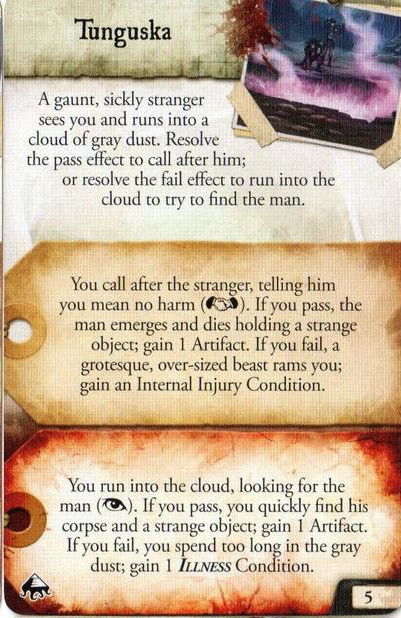 Tunguska
A gaunt, sickly stranger
sees you and runs into a
cloud of gray dust. Resolve
the pass effect to call after him;
or resolve the fail effect to run into the
cloud to try to find the man.
You call after the stranger, telling him
you mean no harm ( ). If you pass, the
man emerges and dies holding a strange
object; gain 1 Artifact. If you fail, a
grotesque, over-sized beast rams you;
gain an Internal Injury Condition.
You run into the cloud, looking for the
man ( ). If you pass, you quickly find his
corpse and a strange object; gain 1 Artifact.
If you fail, you spend too long in the gray
dust; gain 1 ILLNESS Condition.
5